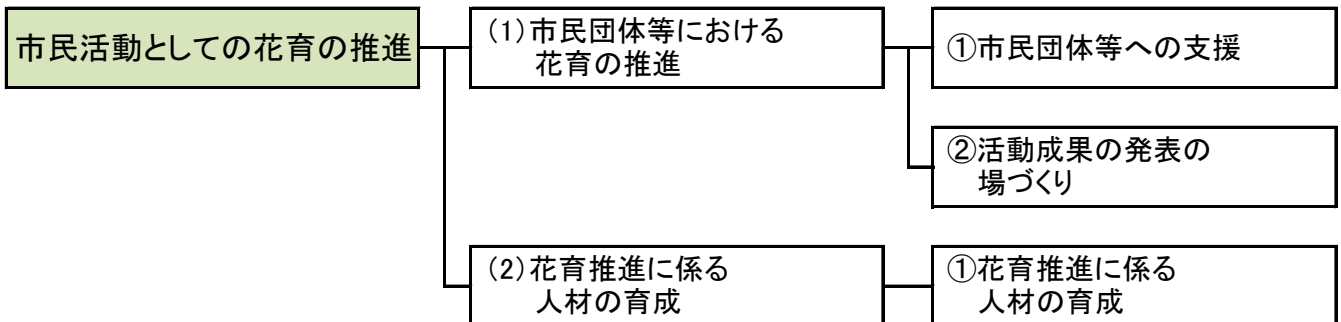 市民活動としての花育の推進
(1)市民団体等における
花育の推進
①市民団体等への支援
②活動成果の発表の
場づくり
(2)花育推進に係る
人材の育成
①花育推進に係る
人材の育成